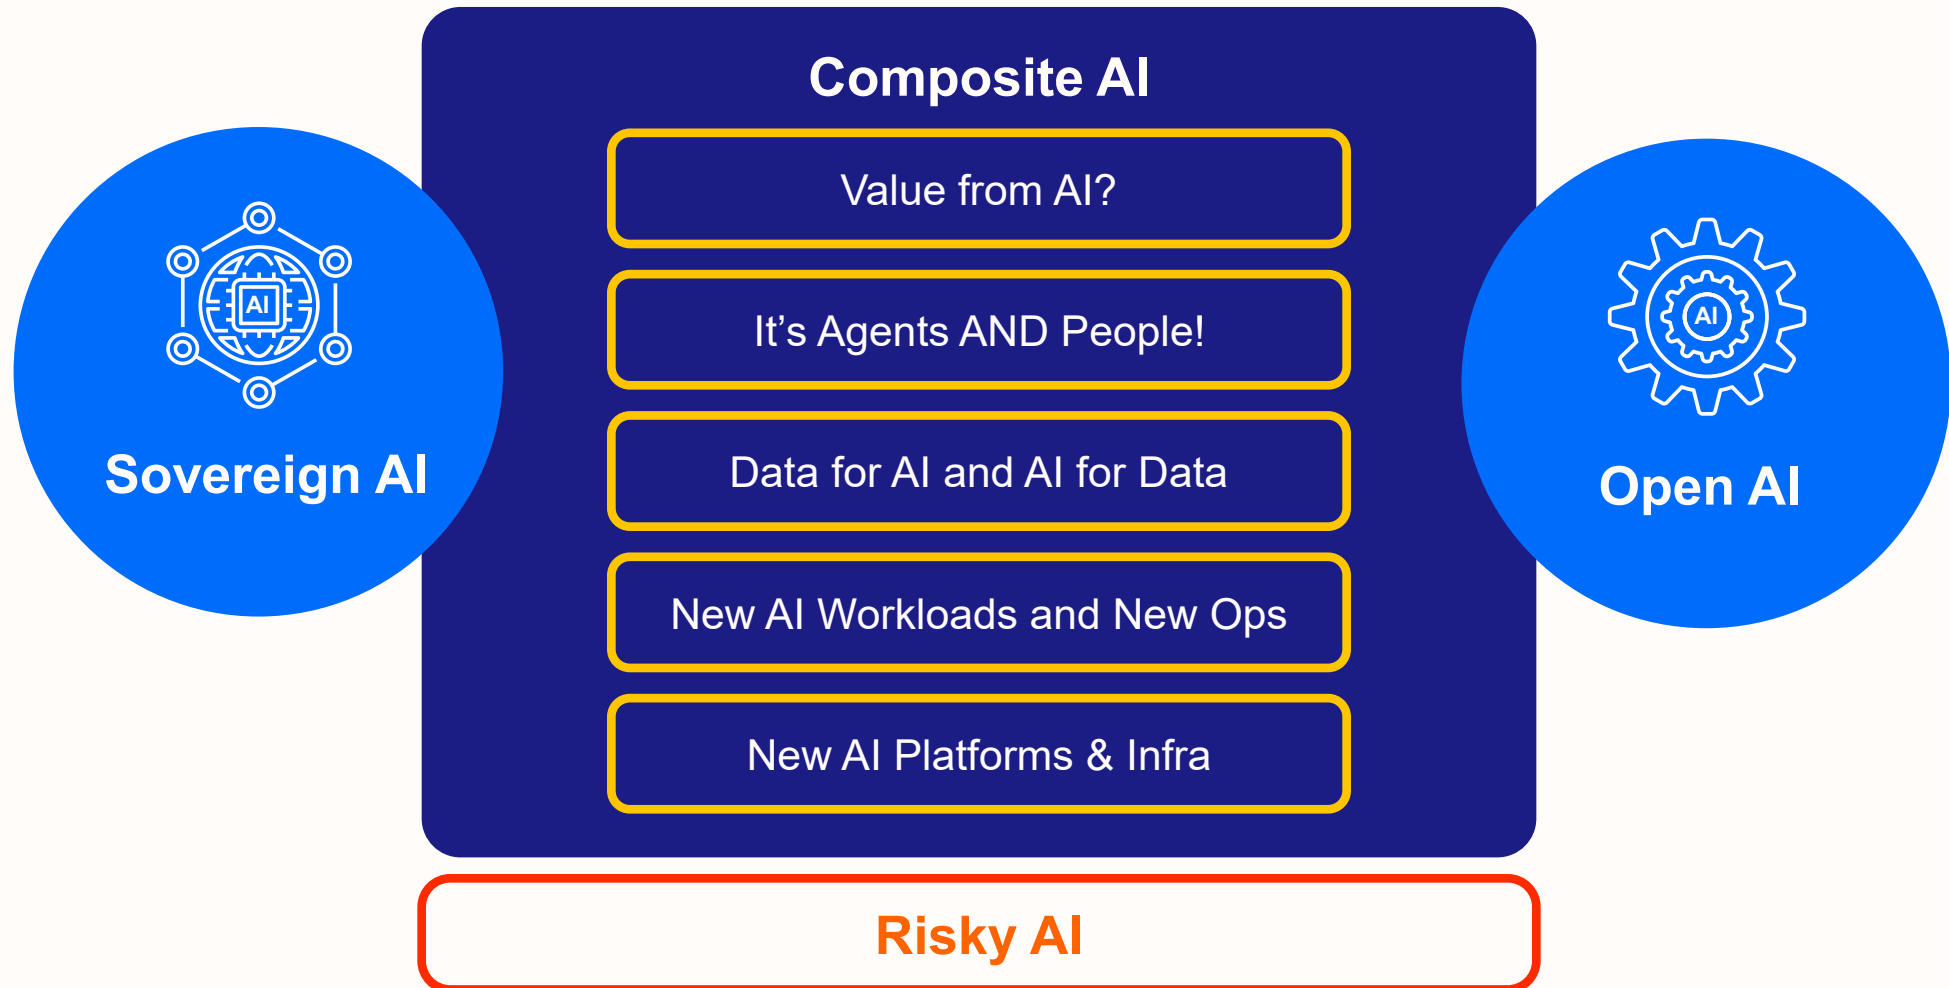 Composite AI
Value from AI?
It’s Agents AND People!
Data for AI and AI for Data
New AI Workloads and New Ops
New AI Platforms & Infra
AI
Sovereign AI
AI
Open AI
Risky AI